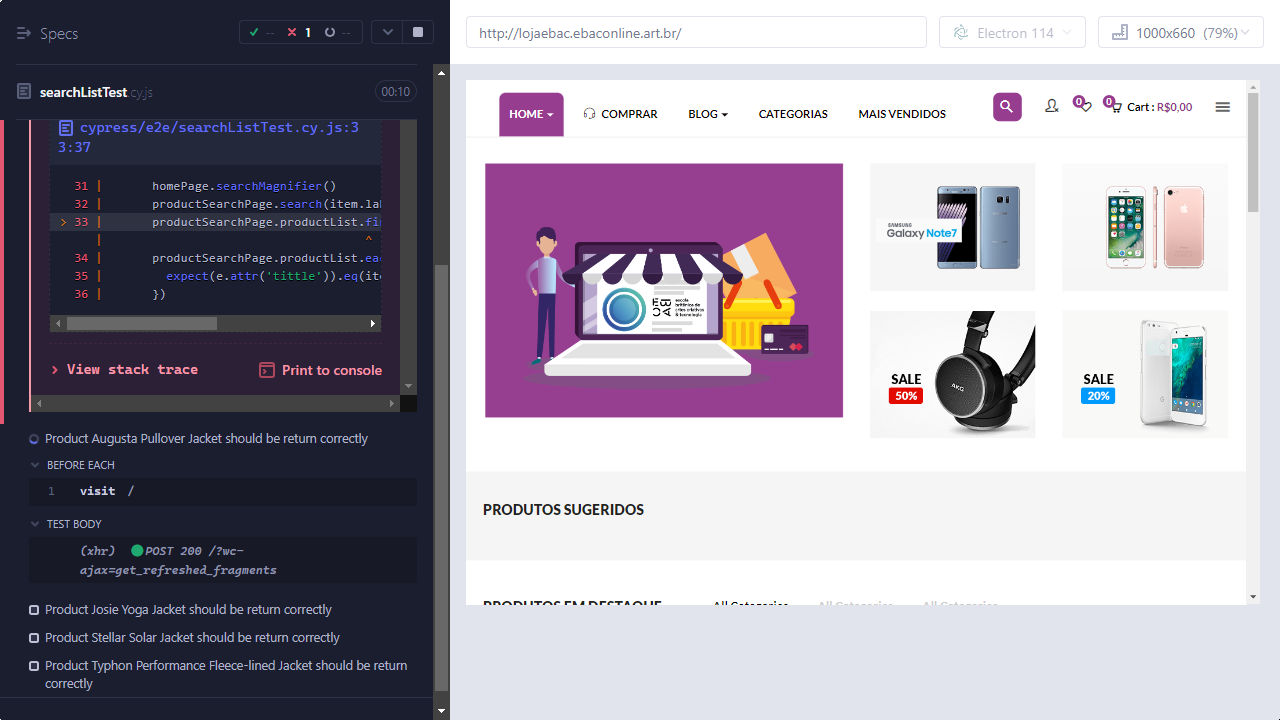 Specs
-- 1 --
searchListTest.cy.js
00:10
cypress/e2e/searchListTest.cy.js:3
3:37
31 | homePage.searchMagnifier()
32 | productSearchPage.search(item.lab
> 33 | productSearchPage.productList.fin
| ^
34 | productSearchPage.productList.eac
35 | expect(e.attr('tittle')).eq(ite
36 | })
View stack trace
Print to console
Product Augusta Pullover Jacket should be return correctly
BEFORE EACH
1 visit /
TEST BODY
(xhr) POST 200 /?wc-
ajax=get_refreshed_fragments
Product Josie Yoga Jacket should be return correctly
Product Stellar Solar Jacket should be return correctly
Product Typhon Performance Fleece-lined Jacket should be return
correctly
http://lojaebac.ebaconline.art.br/
Electron 114
1000x660 (79%)
HOME
COMPRAR
BLOG
CATEGORIAS
MAIS VENDIDOS
0
0
Cart : R$0,00
SAMSUNG
Galaxy Note7
EBAC
escola
britânica de
artes criativas
& tecnologia
AKG
SALE
50%
SALE
20%
PRODUTOS SUGERIDOS
PRODUTOS EM DESTAQUE
All Categories
All Categories
All Categories